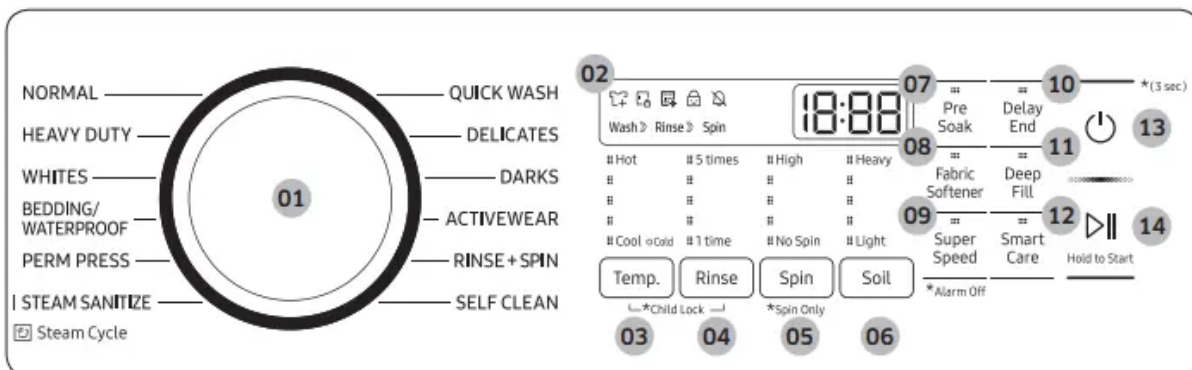 02
07
10
*(3 sec)
NORMAL
QUICK WASH
Wash Rinse Spin
18:88
Pre
Soak
Delay
End
13
HEAVY DUTY
DELICATES
08
11
#Hot
#5 times
#High
#Heavy
Fabric
Softener
Deep
Fill
WHITES
DARKS
01
BEDDING/
WATERPROOF
ACTIVEWEAR
09
12
14
#Cool Cold
#1 time
#No Spin
#Light
Super
Speed
Smart
Care
Hold to Start
PERM PRESS
RINSE+SPIN
Temp.
Rinse
Spin
Soil
*Alarm Off
| STEAM SANITIZE
SELF CLEAN
*Child Lock
*Spin Only
Steam Cycle
03
04
05
06